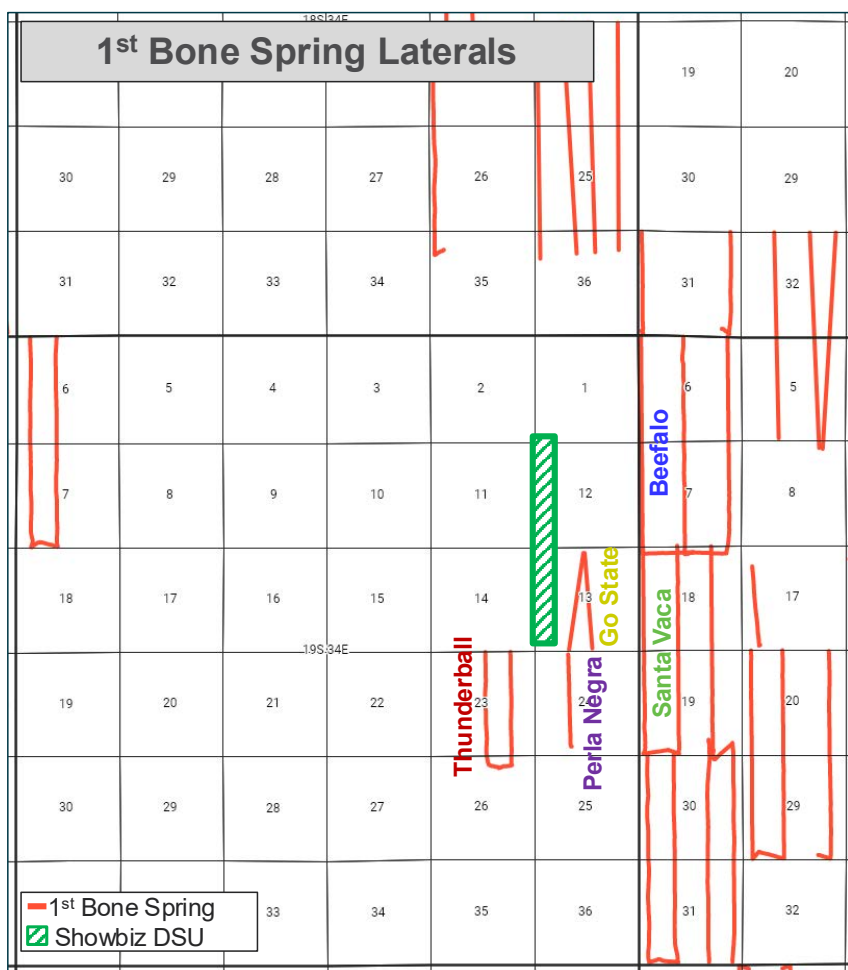 18S 34E
1st Bone Spring Laterals
19 20
30 29 28 27 26 25 30 29
31 32 33 34 35 36 31 32
6 5 4 3 2 1 6 5
Beefalo
7 8 9 10 11 12 7 8
18 17 16 15 14 13 18 17
Go State
Santa Vaca
19S 34E
Thunderball
19 20 21 22 23 24 19 20
Perla Negra
30 29 28 27 26 25 30 29
33 34 35 36 31 32
1st Bone Spring
Showbiz DSU